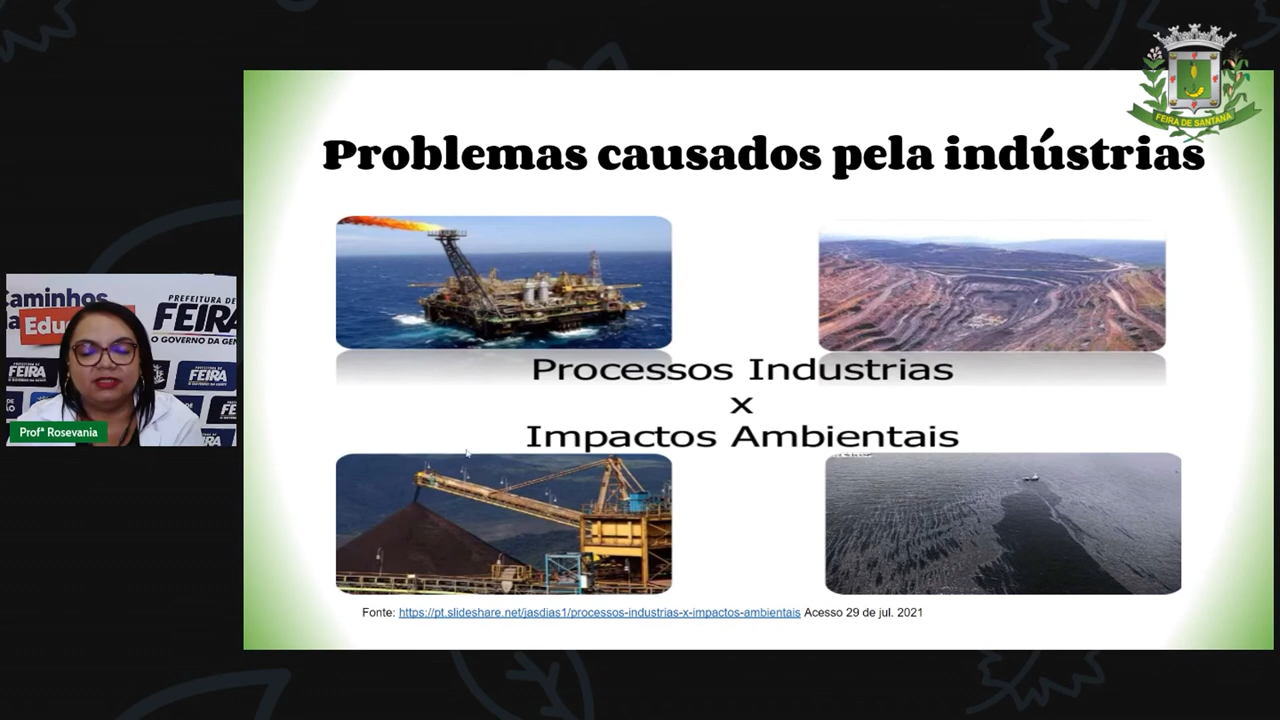 FEIRA DE SANTANA
Problemas causados pela indústrias
Processos Industrias
x
Impactos Ambientais
Fonte: https://pt.slideshare.net/jasdias1/processos-industrias-x-impactos-ambientais Acesso 29 de jul. 2021
Caminhos
Edu
PREFEITURA DE
FEIRA
O GOVERNO DA GEN
FEIRA
FEIRA
FE
Profª Rosevania